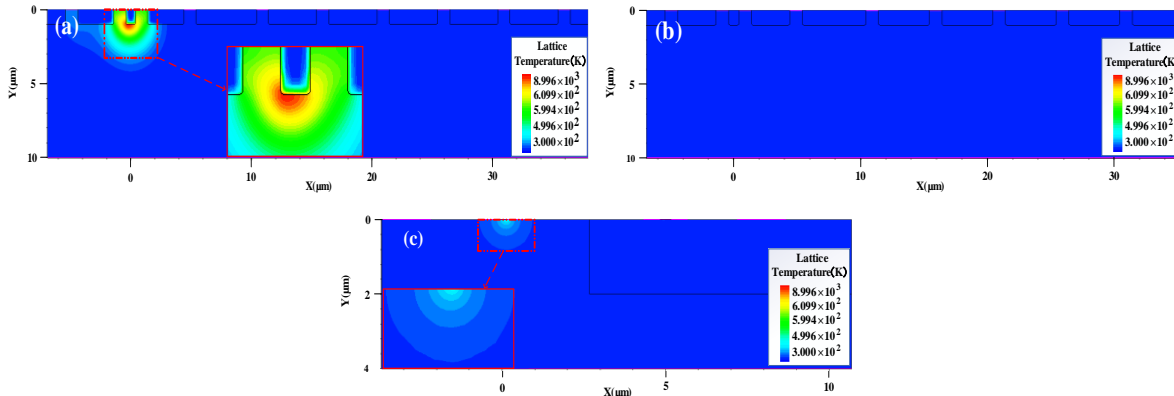 (a)
0
5
10
Y(μm)
0
10
20
30
X(μm)
Lattice
Temperature(K)
8.996×10³
6.099×10²
5.994×10²
4.996×10²
3.000×10²
(b)
0
5
10
Y(μm)
0
10
20
30
X(μm)
Lattice
Temperature(K)
8.996×10³
6.099×10²
5.994×10²
4.996×10²
3.000×10²
(c)
0
2
4
Y(μm)
0
5
10
X(μm)
Lattice
Temperature(K)
8.996×10³
6.099×10²
5.994×10²
4.996×10²
3.000×10²